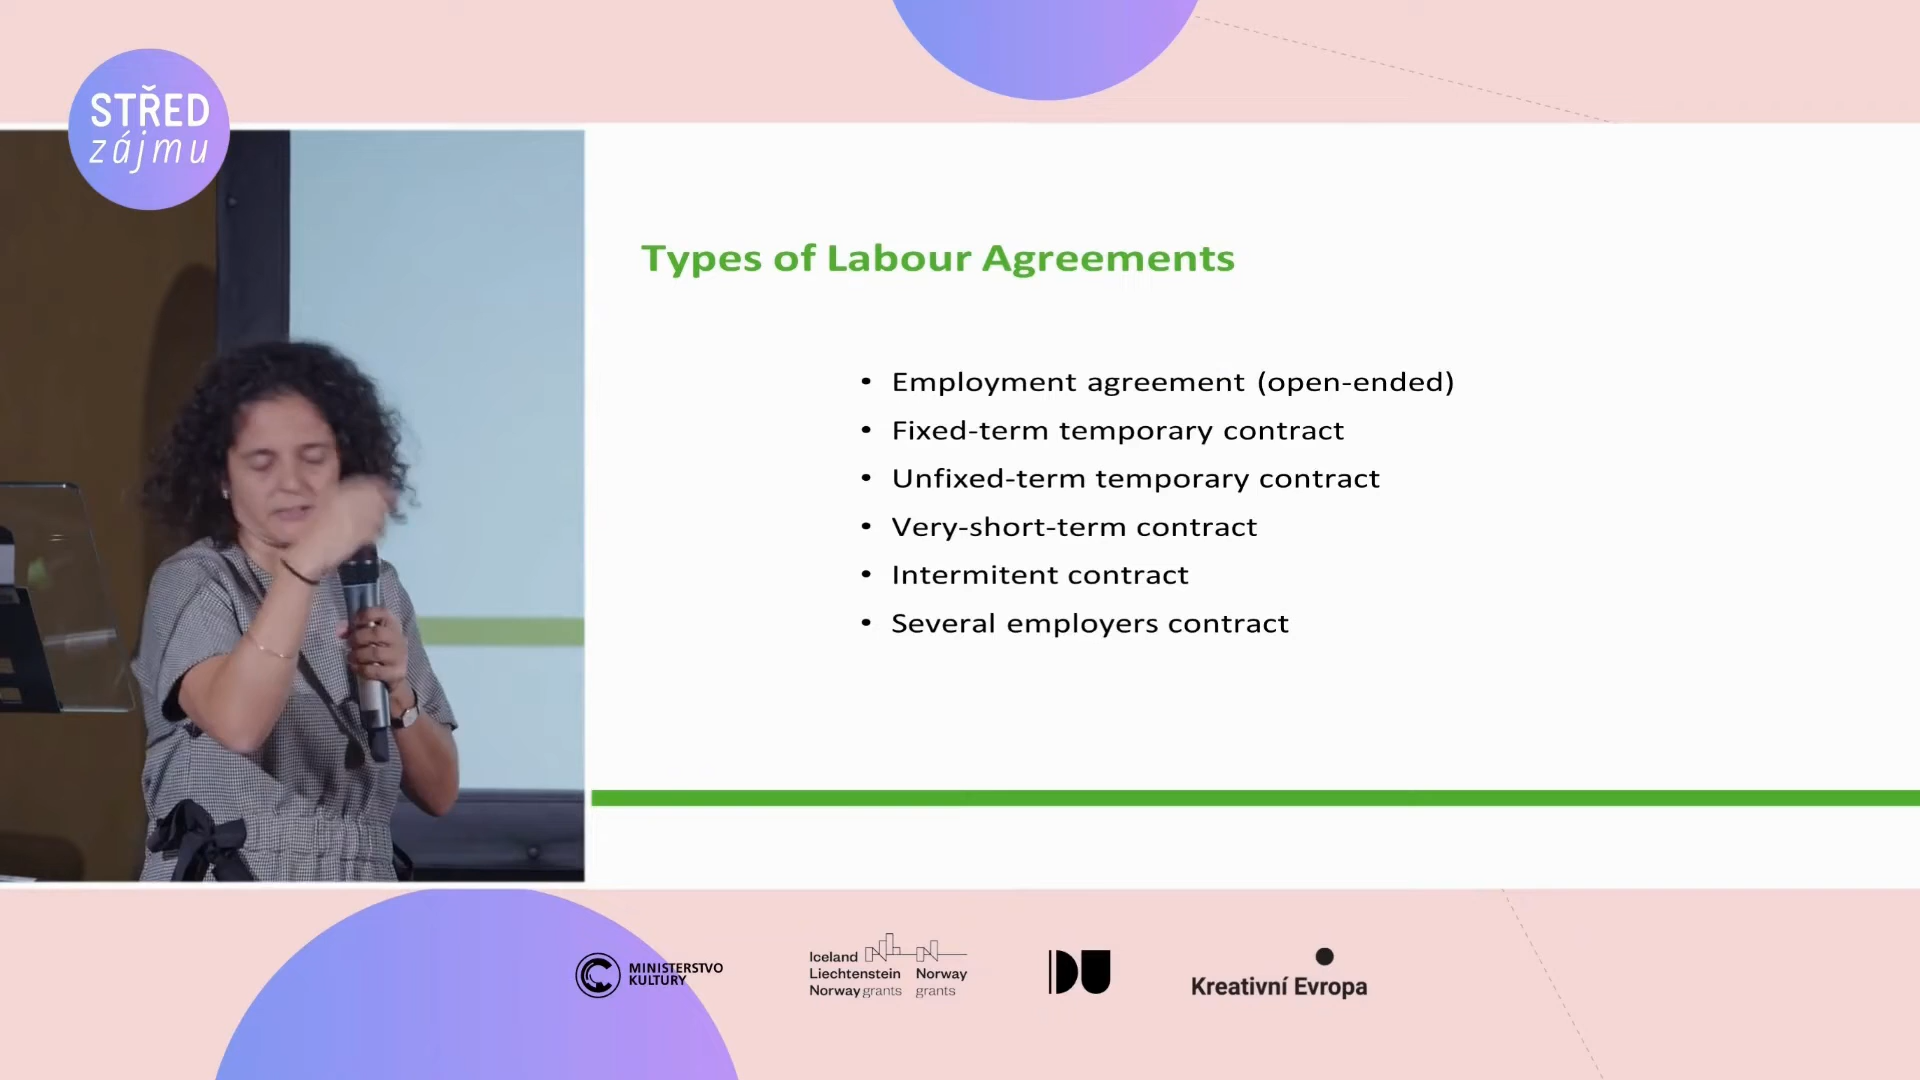 STŘED
zájmu
Types of Labour Agreements
• Employment agreement (open-ended)
• Fixed-term temporary contract
• Unfixed-term temporary contract
• Very-short-term contract
• Intermitent contract
• Several employers contract
MINISTERSTVO
KULTURY
Iceland
Liechtenstein
Norway grants
Norway
grants
DU
Kreativní Evropa